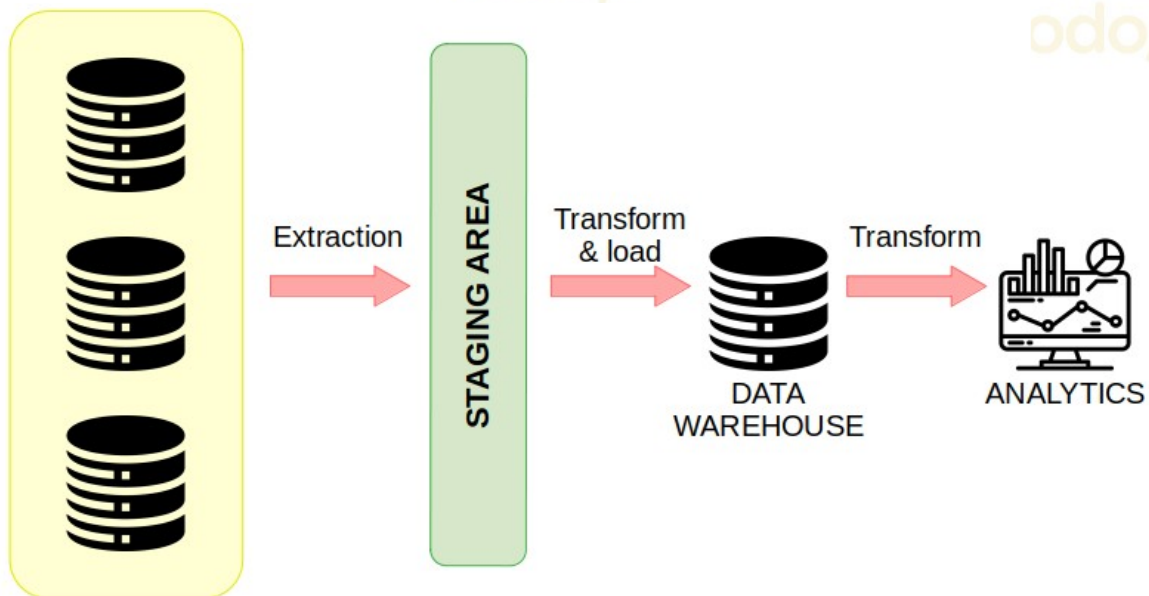 Extraction
STAGING AREA
Transform
& load
Transform
DATA
WAREHOUSE
ANALYTICS